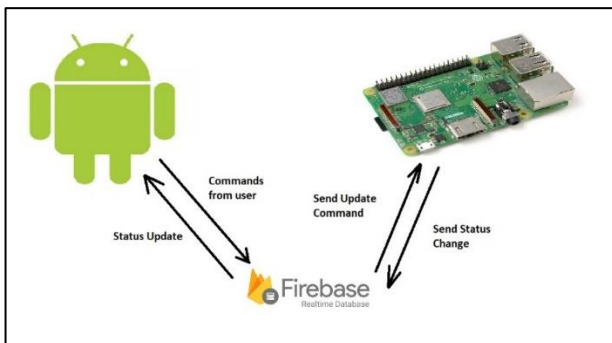 Commands
from user
Send Update
Command
Status Update
Send Status
Change
Firebase
Realtime Database